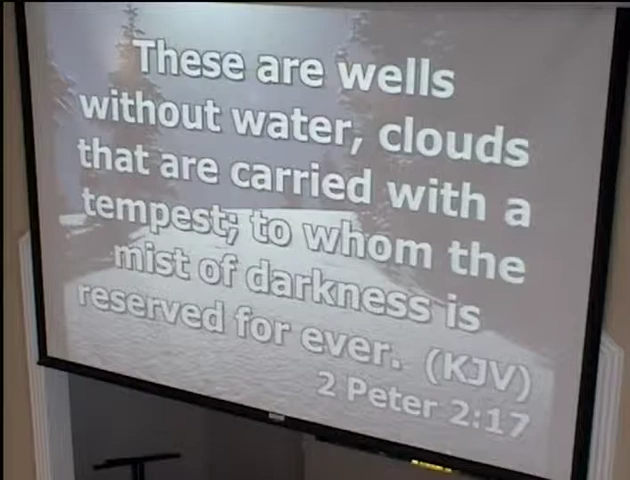 These are wells
without water, clouds
that are carried with a
tempest; to whom the
mist of darkness is
reserved for ever. (KJV)
2 Peter 2:17